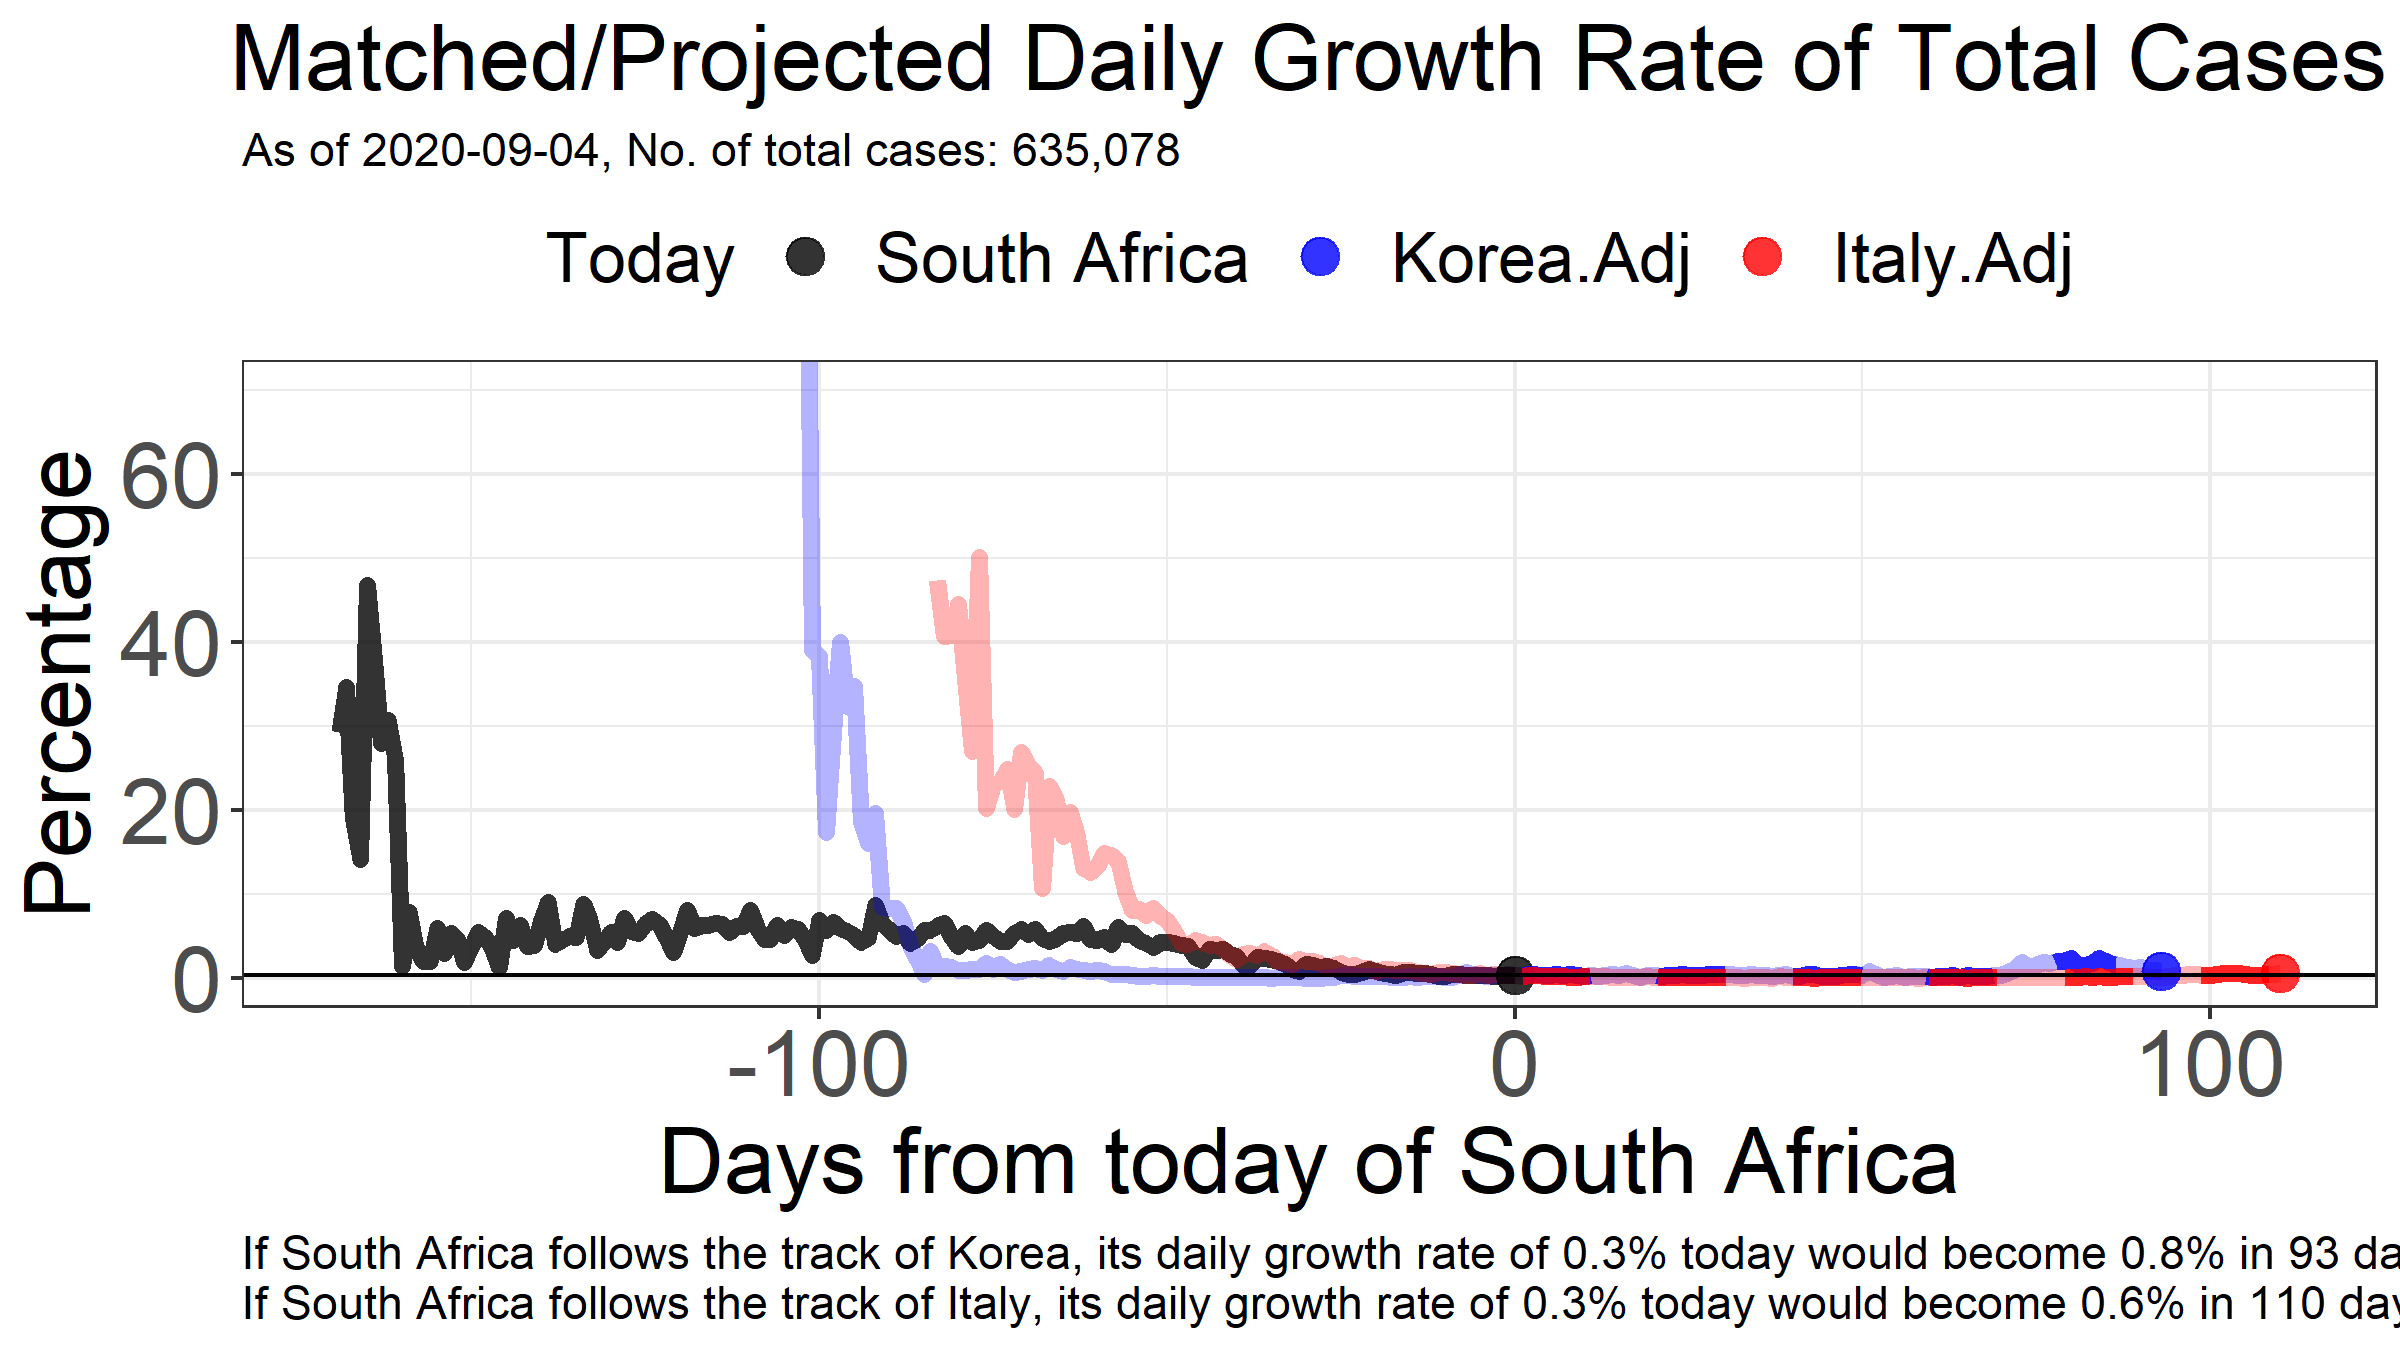 Matched/Projected Daily Growth Rate of Total Cases
As of 2020-09-04, No. of total cases: 635,078
Today South Africa Korea.Adj Italy.Adj
Percentage
60
40
20
0
-100 0 100
Days from today of South Africa
If South Africa follows the track of Korea, its daily growth rate of 0.3% today would become 0.8% in 93 da
If South Africa follows the track of Italy, its daily growth rate of 0.3% today would become 0.6% in 110 day